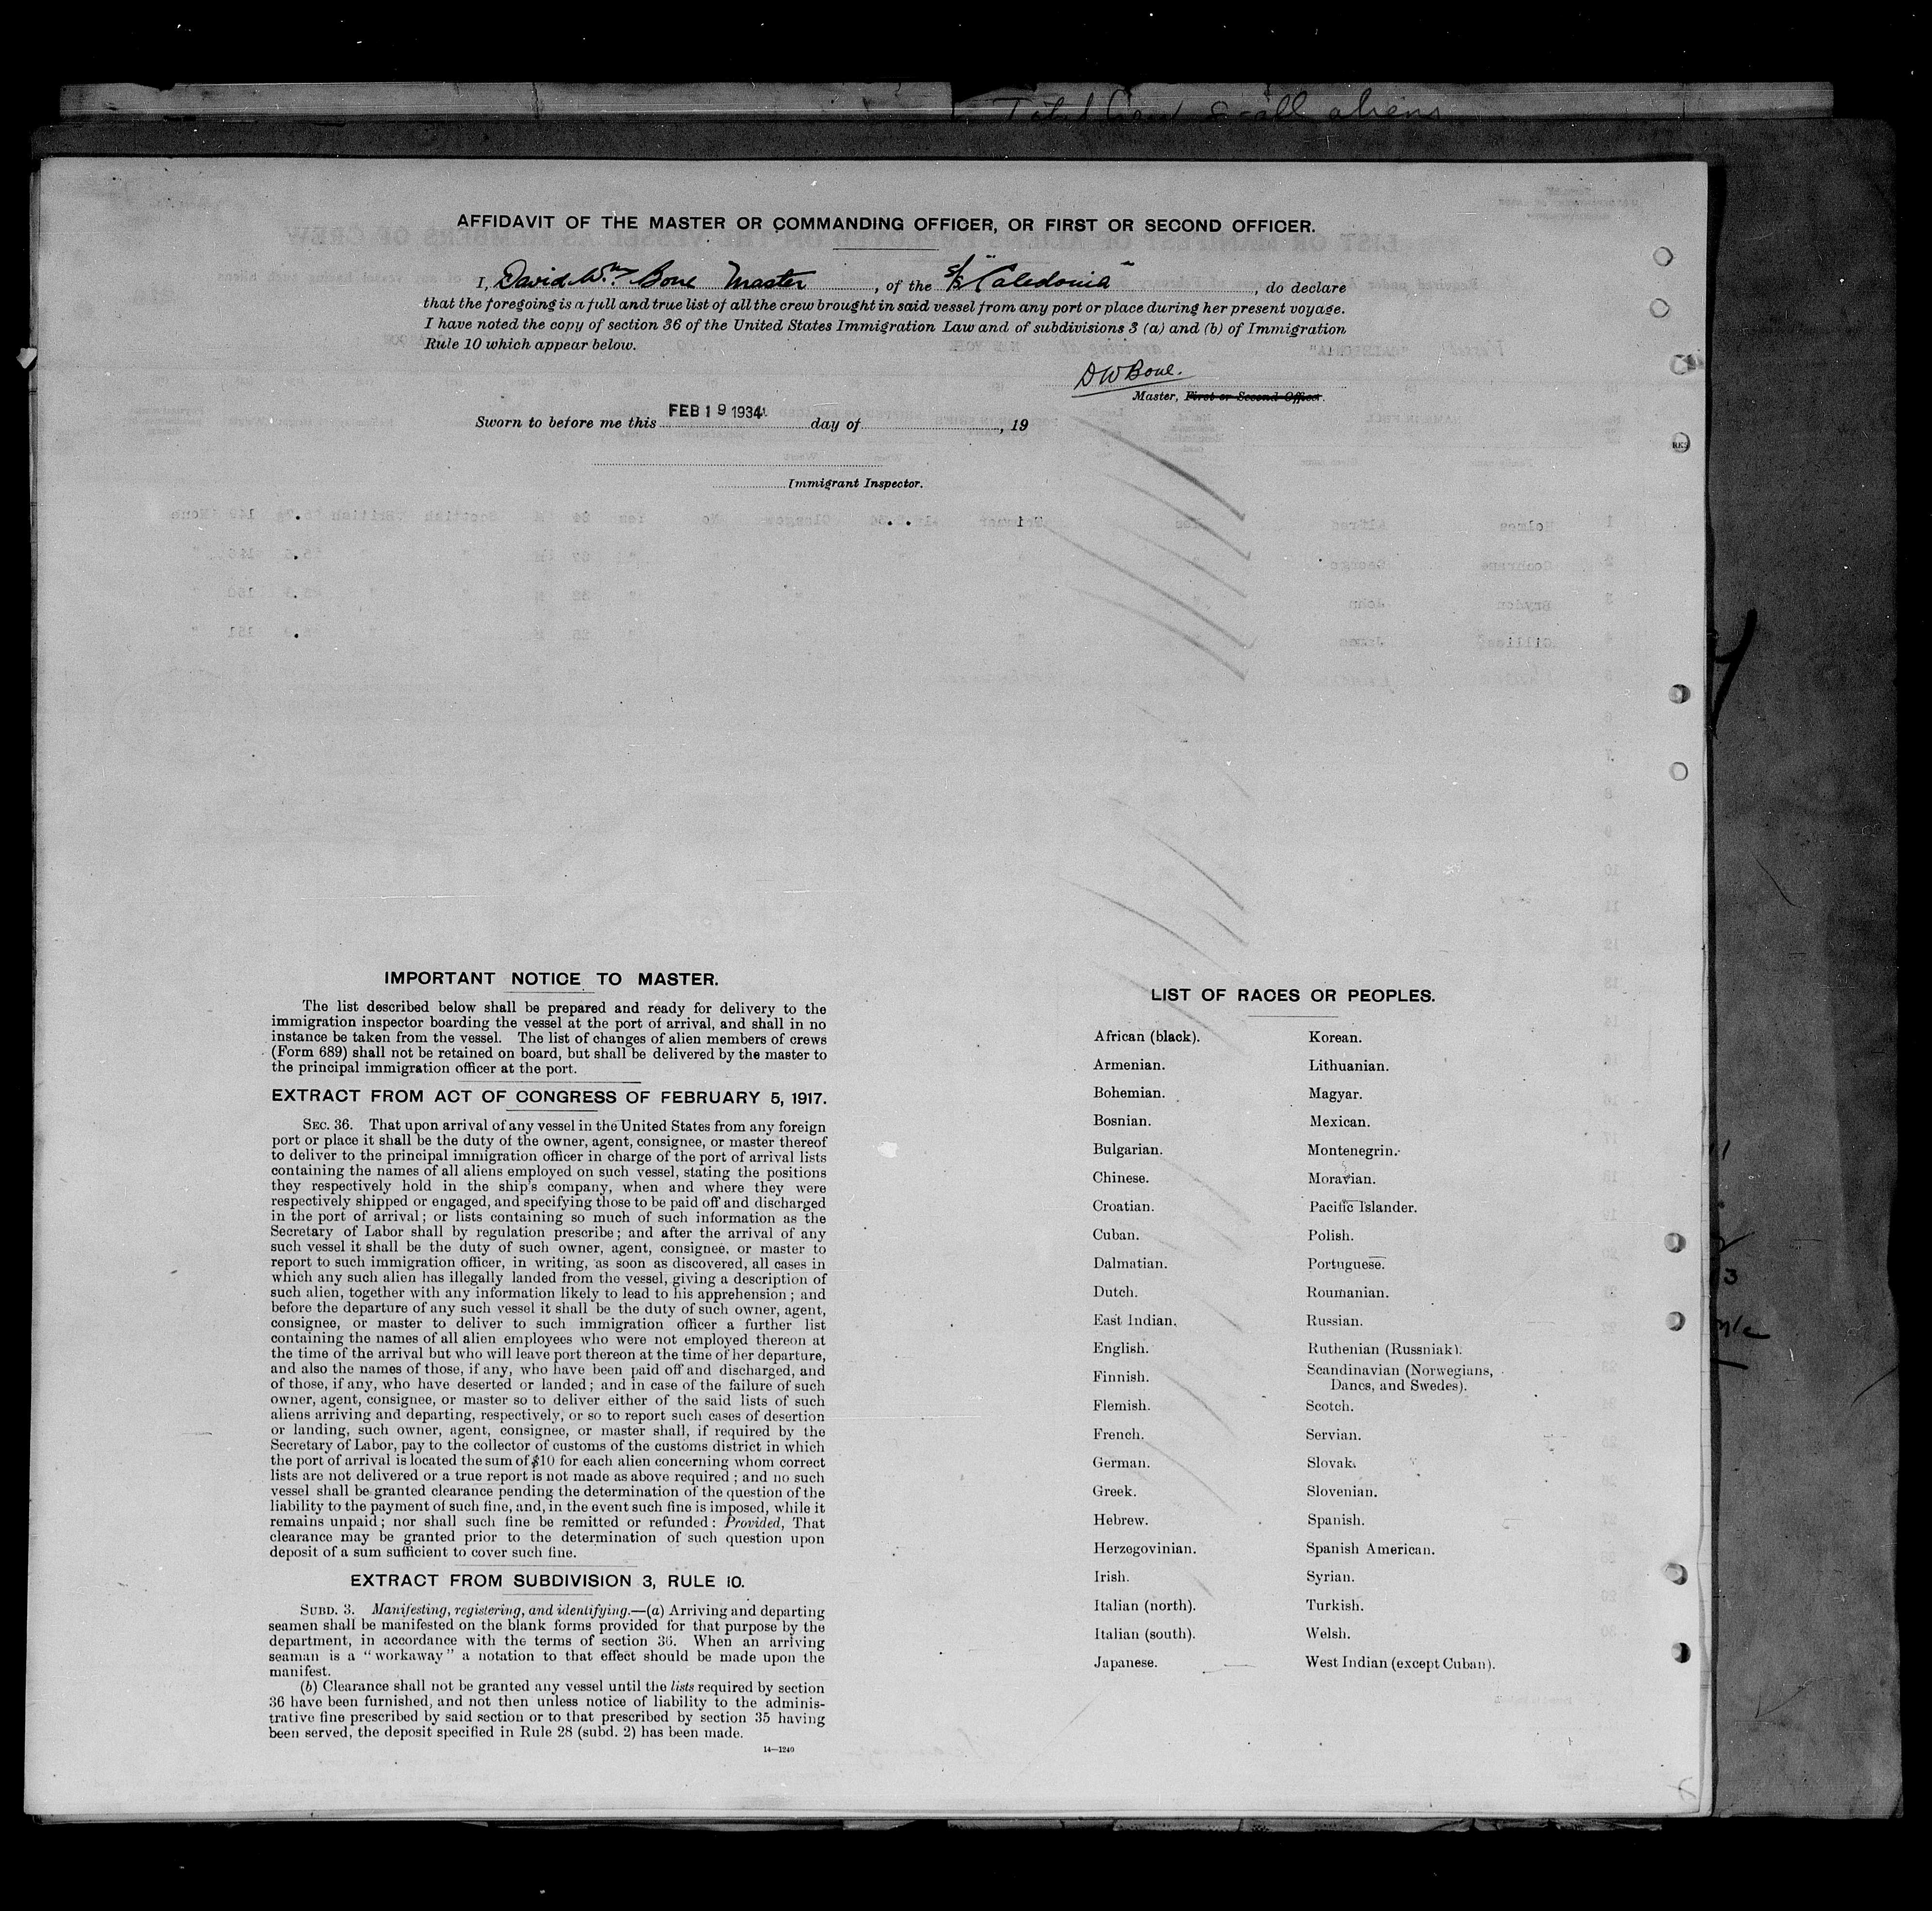 Total aliens
AFFIDAVIT OF THE MASTER OR COMMANDING OFFICER, OR FIRST OR SECOND OFFICER.
I, David Wm. Bone Master, of the S/S "Caledonia", do declare
that the foregoing is a full and true list of all the crew brought in said vessel from any port or place during her present voyage.
I have noted the copy of section 36 of the United States Immigration Law and of subdivisions 3 (a) and (b) of Immigration
Rule 10 which appear below.
DW Bone.
Master, First or Second Officer.
FEB 19 1934
Sworn to before me this day of , 19
Immigrant Inspector.
IMPORTANT NOTICE TO MASTER.
The list described below shall be prepared and ready for delivery to the
immigration inspector boarding the vessel at the port of arrival, and shall in no
instance be taken from the vessel. The list of changes of alien members of crews
(Form 689) shall not be retained on board, but shall be delivered by the master to
the principal immigration officer at the port.
EXTRACT FROM ACT OF CONGRESS OF FEBRUARY 5, 1917.
SEC. 36. That upon arrival of any vessel in the United States from any foreign
port or place it shall be the duty of the owner, agent, consignee, or master thereof
to deliver to the principal immigration officer in charge of the port of arrival lists
containing the names of all aliens employed on such vessel, stating the positions
they respectively hold in the ship's company, when and where they were
respectively shipped or engaged, and specifying those to be paid off and discharged
in the port of arrival; or lists containing so much of such information as the
Secretary of Labor shall by regulation prescribe; and after the arrival of any
such vessel it shall be the duty of such owner, agent, consignee, or master to
report to such immigration officer, in writing, as soon as discovered, all cases in
which any such alien has illegally landed from the vessel, giving a description of
such alien, together with any information likely to lead to his apprehension; and
before the departure of any such vessel it shall be the duty of such owner, agent,
consignee, or master to deliver to such immigration officer a further list
containing the names of all alien employees who were not employed thereon at
the time of the arrival but who will leave port thereon at the time of her departure,
and also the names of those, if any, who have been paid off and discharged, and
of those, if any, who have deserted or landed; and in case of the failure of such
owner, agent, consignee, or master so to deliver either of the said lists of such
aliens arriving and departing, respectively, or so to report such cases of desertion
or landing, such owner, agent, consignee, or master shall, if required by the
Secretary of Labor, pay to the collector of customs of the customs district in which
the port of arrival is located the sum of $10 for each alien concerning whom correct
lists are not delivered or a true report is not made as above required; and no such
vessel shall be granted clearance pending the determination of the question of the
liability to the payment of such fine, and, in the event such fine is imposed, while it
remains unpaid; nor shall such fine be remitted or refunded: Provided, That
clearance may be granted prior to the determination of such question upon
deposit of a sum sufficient to cover such fine.
EXTRACT FROM SUBDIVISION 3, RULE 10.
SUBD. 3. Manifesting, registering, and identifying.—(a) Arriving and departing
seamen shall be manifested on the blank forms provided for that purpose by the
department, in accordance with the terms of section 36. When an arriving
seaman is a "workaway" a notation to that effect should be made upon the
manifest.
(b) Clearance shall not be granted any vessel until the lists required by section
36 have been furnished, and not then unless notice of liability to the adminis-
trative fine prescribed by said section or to that prescribed by section 35 having
been served, the deposit specified in Rule 28 (subd. 2) has been made.
14—1240
LIST OF RACES OR PEOPLES.
African (black). Korean.
Armenian. Lithuanian.
Bohemian. Magyar.
Bosnian. Mexican.
Bulgarian. Montenegrin.
Chinese. Moravian.
Croatian. Pacific Islander.
Cuban. Polish.
Dalmatian. Portuguese.
Dutch. Roumanian.
East Indian. Russian.
English. Ruthenian (Russniak).
Finnish. Scandinavian (Norwegians,
Danes, and Swedes).
Flemish. Scotch.
French. Servian.
German. Slovak.
Greek. Slovenian.
Hebrew. Spanish.
Herzegovinian. Spanish American.
Irish. Syrian.
Italian (north). Turkish.
Italian (south). Welsh.
Japanese. West Indian (except Cuban).